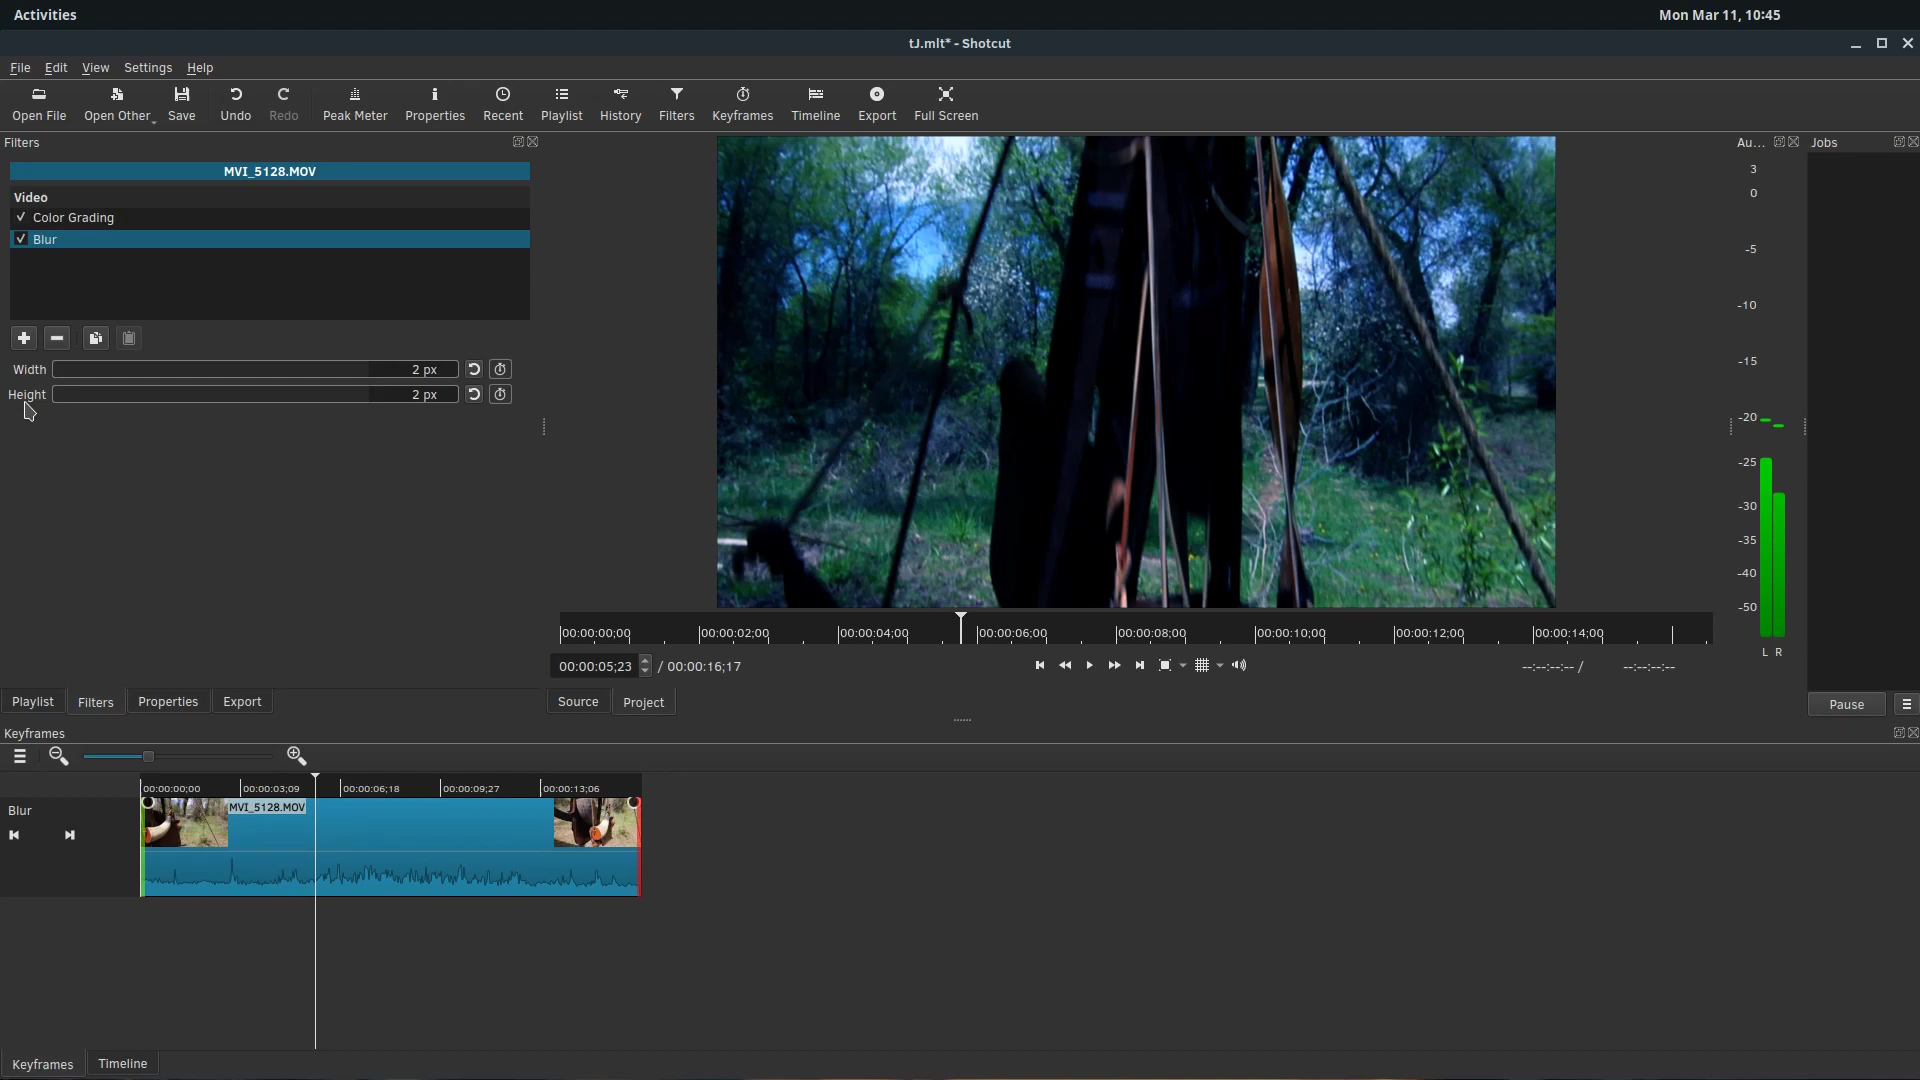 Activities
Mon Mar 11, 10:45
tJ.mlt* - Shotcut
File Edit View Settings Help
Open File Open Other Save Undo Redo Peak Meter Properties Recent Playlist History Filters Keyframes Timeline Export Full Screen
Filters
Au...
Jobs
MVI_5128.MOV
Video
Color Grading
Blur
Width 2 px
Height 2 px
3
0
-5
-10
-15
-20
-25
-30
-35
-40
-50
L R
00:00:00;00 00:00:02;00 00:00:04;00 00:00:06;00 00:00:08;00 00:00:10;00 00:00:12;00 00:00:14;00
00:00:05;23 / 00:00:16;17
--:--:--:-- / --:--:--:--
Playlist Filters Properties Export
Source Project
Pause
Keyframes
00:00:00;00 00:00:03;09 00:00:06;18 00:00:09;27 00:00:13;06
Blur
MVI_5128.MOV
Keyframes Timeline